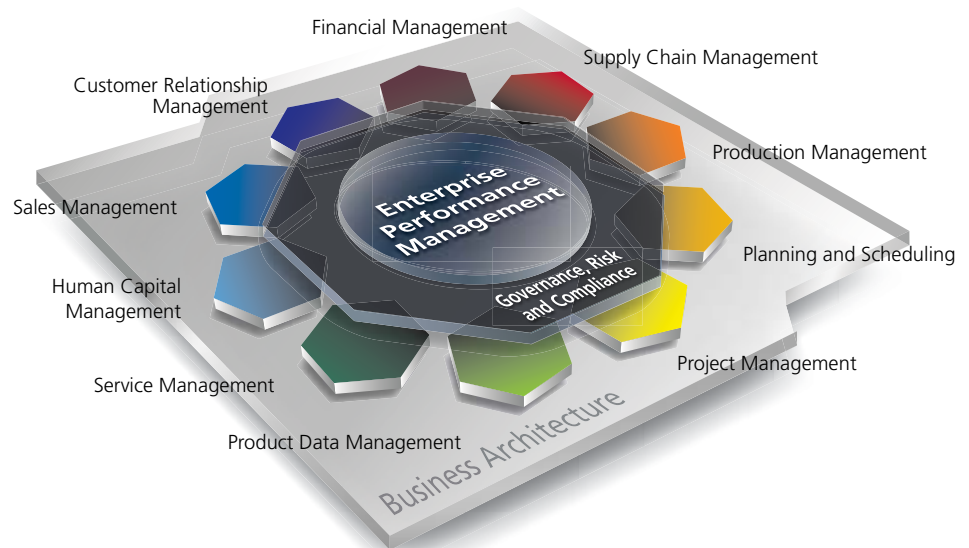 Financial Management
Supply Chain Management
Customer Relationship
Management
Production Management
Sales Management
Enterprise
Performance
Management
Planning and Scheduling
Governance, Risk
and Compliance
Human Capital
Management
Project Management
Service Management
Product Data Management
Business Architecture